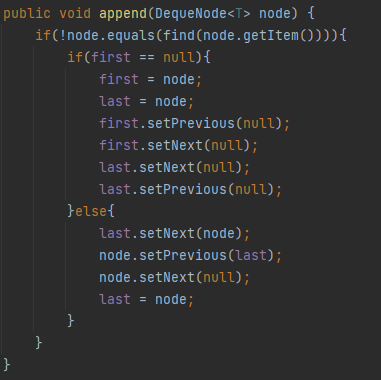 public void append(DequeNode<T> node) {
    if(!node.equals(find(node.getItem()))){
        if(first == null){
            first = node;
            last = node;
            first.setPrevious(null);
            first.setNext(null);
            last.setNext(null);
            last.setPrevious(null);
        }else{
            last.setNext(node);
            node.setPrevious(last);
            node.setNext(null);
            last = node;
        }
    }
}